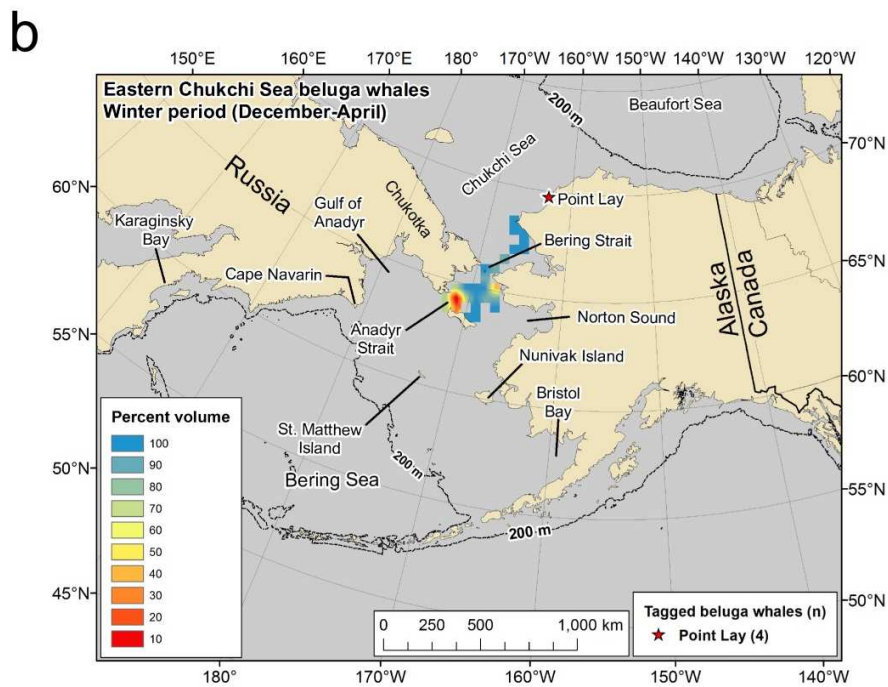 b
150°E 160°E 170°E 180° 170°W 160°W 150°W 140°W 130°W 120°W
Eastern Chukchi Sea beluga whales
Winter period (December-April)
200 m
Beaufort Sea
70°N
Chukchi Sea
Russia
60°N
Chukotka
Point Lay
Gulf of
Anadyr
Karaginsky
Bay
Bering Strait
65°N
Cape Navarin
Alaska
Canada
Norton Sound
55°N
Anadyr
Strait
Nunivak Island
60°N
Bristol
Bay
Percent volume
100
90
80
70
60
50
40
30
20
10
St. Matthew
Island
200 m
50°N
Bering Sea
55°N
200 m
45°N
0 250 500 1,000 km
Tagged beluga whales (n)
Point Lay (4)
50°N
180° 170°W 160°W 150°W 140°W